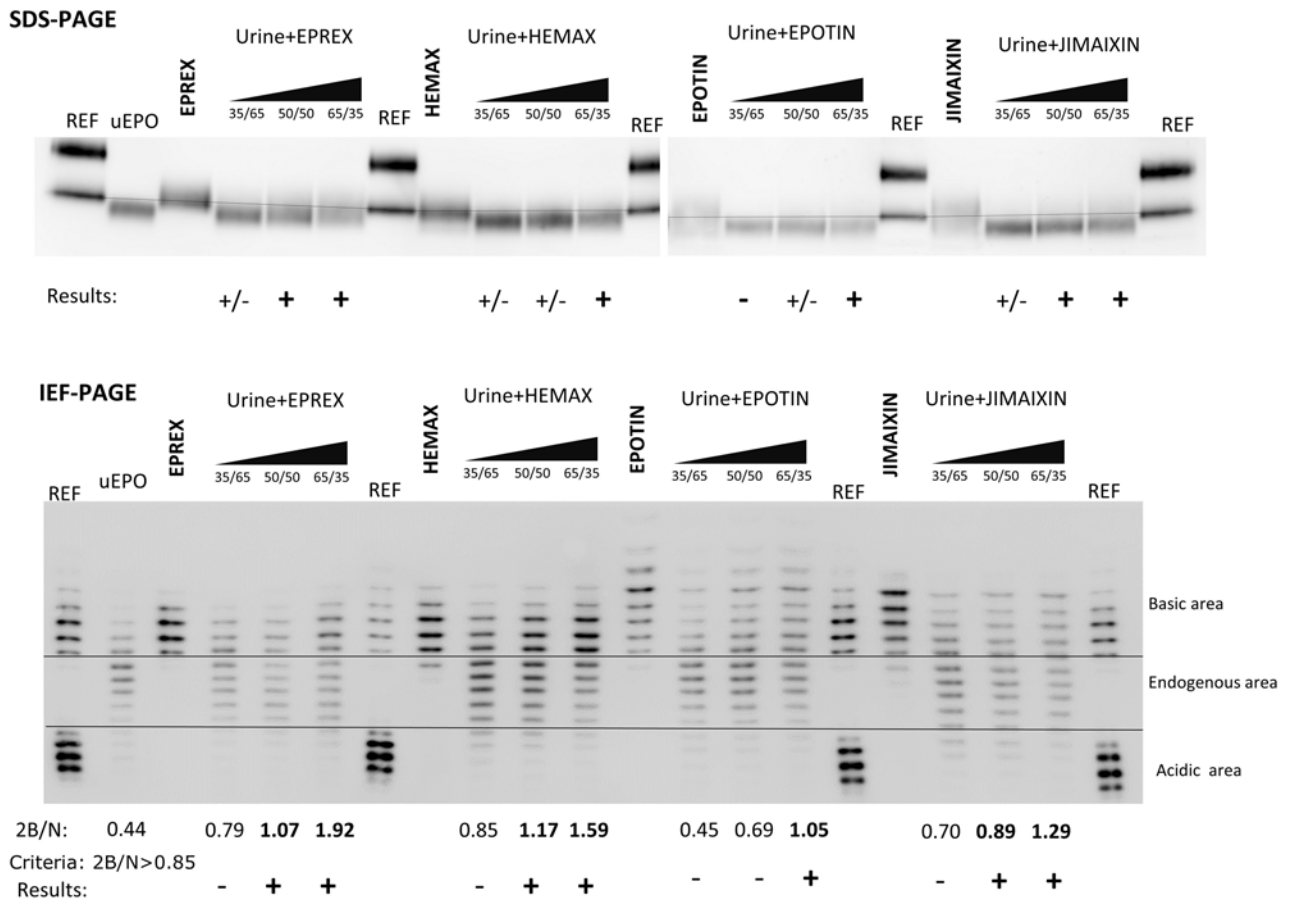 SDS-PAGE
Urine+EPREX Urine+HEMAX Urine+EPOTIN Urine+JIMAIXIN
REF uEPO EPREX 35/65 50/50 65/35 REF HEMAX 35/65 50/50 65/35 REF EPOTIN 35/65 50/50 65/35 REF JIMAIXIN 35/65 50/50 65/35 REF
Results: +/- + + +/- +/- + - +/- + +/- + +
IEF-PAGE
Urine+EPREX Urine+HEMAX Urine+EPOTIN Urine+JIMAIXIN
REF uEPO EPREX 35/65 50/50 65/35 REF HEMAX 35/65 50/50 65/35 EPOTIN 35/65 50/50 65/35 REF JIMAIXIN 35/65 50/50 65/35 REF
Basic area
Endogenous area
Acidic area
2B/N: 0.44 0.79 1.07 1.92 0.85 1.17 1.59 0.45 0.69 1.05 0.70 0.89 1.29
Criteria: 2B/N>0.85
Results: - + + - + + - - + - + +